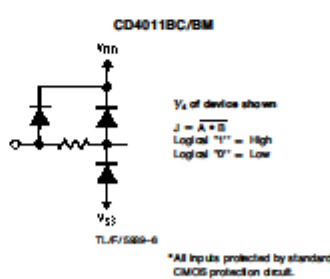 CD4011BC/BM
VDD
¼ of device shown
J = A • B
Logical "1" = High
Logical "0" = Low
VSS
TL/F/5939–6
*All inputs protected by standard
CMOS protection circuit.